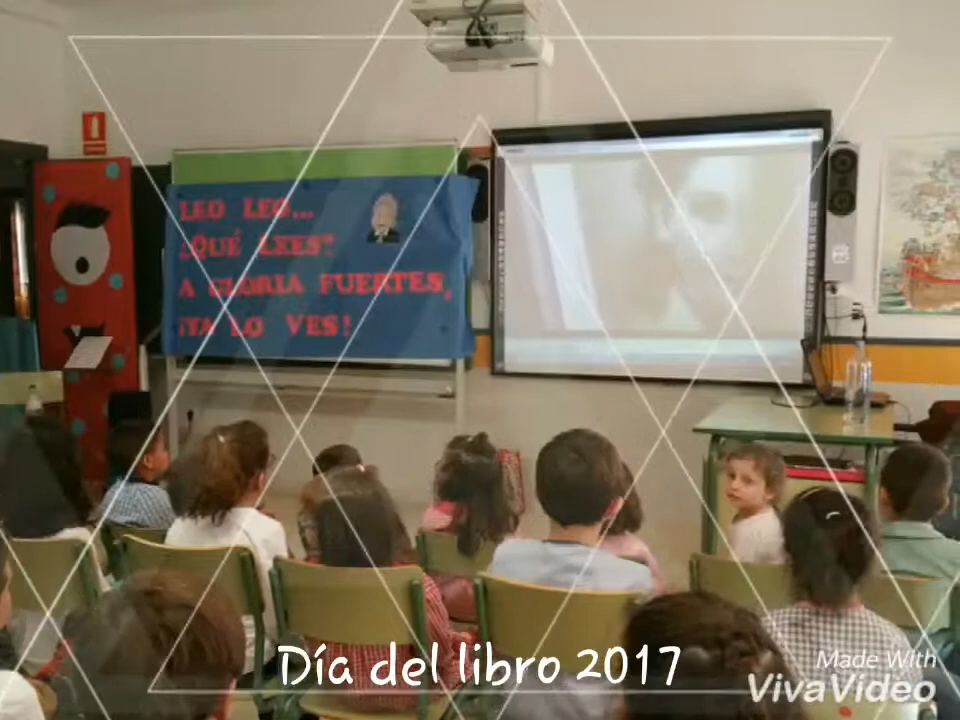 LEO LEO...
¿QUÉ LEES?
A GLORIA FUERTES,
¡YA LO VES!
Día del libro 2017
Made With
VivaVideo